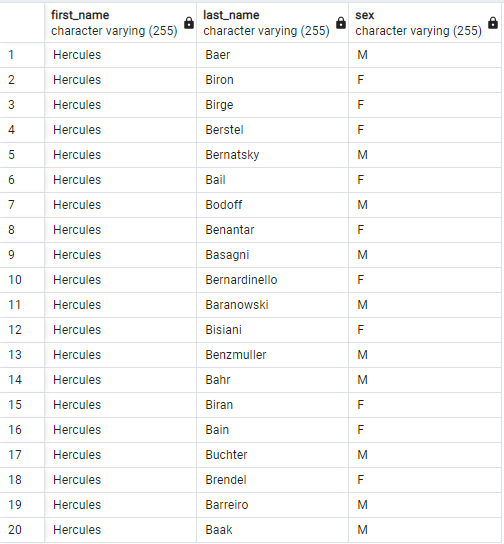 first_name last_name sex
character varying (255) character varying (255) character varying (255)
1 Hercules Baer M
2 Hercules Biron F
3 Hercules Birge F
4 Hercules Berstel F
5 Hercules Bernatsky M
6 Hercules Bail F
7 Hercules Bodoff M
8 Hercules Benantar F
9 Hercules Basagni M
10 Hercules Bernardinello F
11 Hercules Baranowski M
12 Hercules Bisiani F
13 Hercules Benzmuller M
14 Hercules Bahr M
15 Hercules Biran F
16 Hercules Bain F
17 Hercules Buchter M
18 Hercules Brendel F
19 Hercules Barreiro M
20 Hercules Baak M